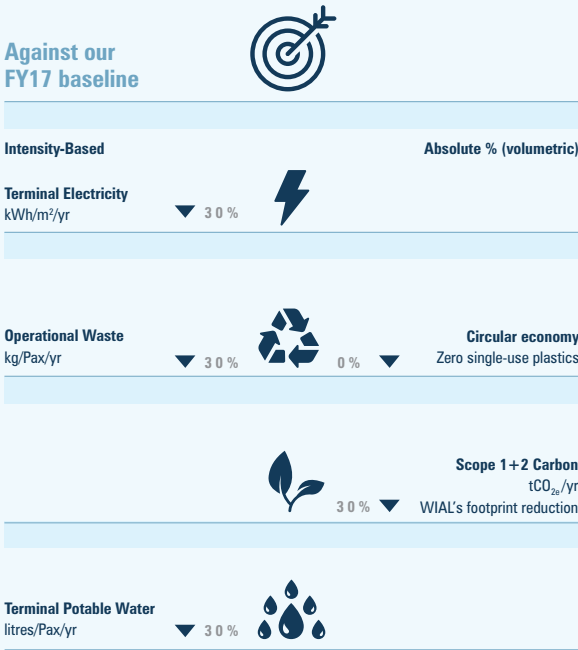 Against our
FY17 baseline
Intensity-Based
Absolute % (volumetric)
Terminal Electricity
kWh/m²/yr
30%
Operational Waste
kg/Pax/yr
30%
0%
Circular economy
Zero single-use plastics
Scope 1+2 Carbon
tCO₂ₑ/yr
30%
WIAL's footprint reduction
Terminal Potable Water
litres/Pax/yr
30%